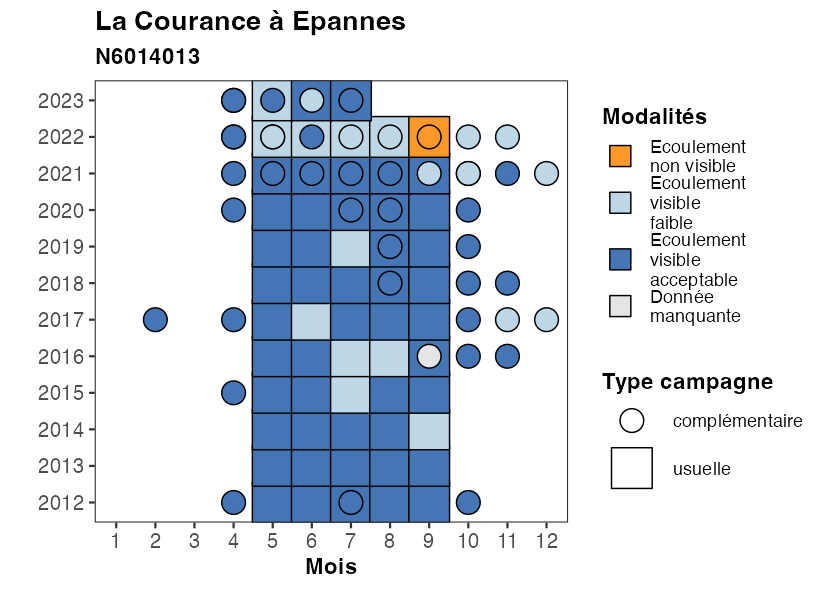 La Courance à Epannes
N6014013
2023
2022
2021
2020
2019
2018
2017
2016
2015
2014
2013
2012
1 2 3 4 5 6 7 8 9 10 11 12
Mois
Modalités
Ecoulement
non visible
Ecoulement
visible
faible
Ecoulement
visible
acceptable
Donnée
manquante
Type campagne
complémentaire
usuelle